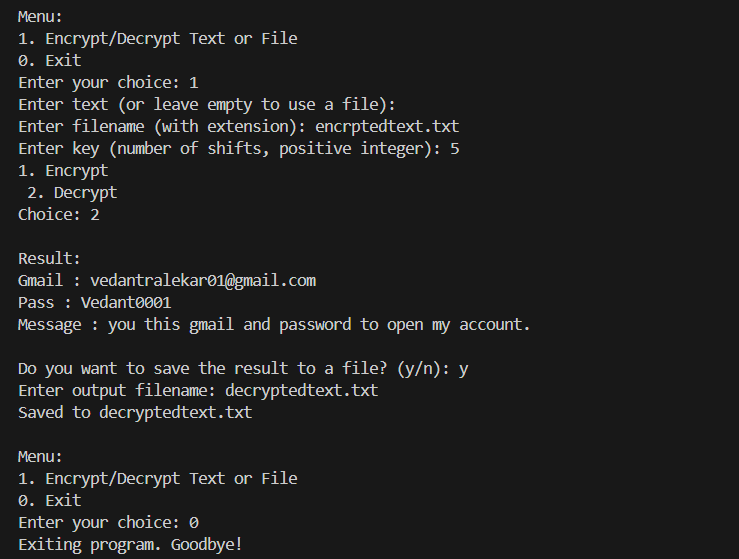 Menu:
1. Encrypt/Decrypt Text or File
0. Exit
Enter your choice: 1
Enter text (or leave empty to use a file):
Enter filename (with extension): encrptedtext.txt
Enter key (number of shifts, positive integer): 5
1. Encrypt
 2. Decrypt
Choice: 2

Result:
Gmail : vedantralekar01@gmail.com
Pass : Vedant0001
Message : you this gmail and password to open my account.

Do you want to save the result to a file? (y/n): y
Enter output filename: decryptedtext.txt
Saved to decryptedtext.txt

Menu:
1. Encrypt/Decrypt Text or File
0. Exit
Enter your choice: 0
Exiting program. Goodbye!